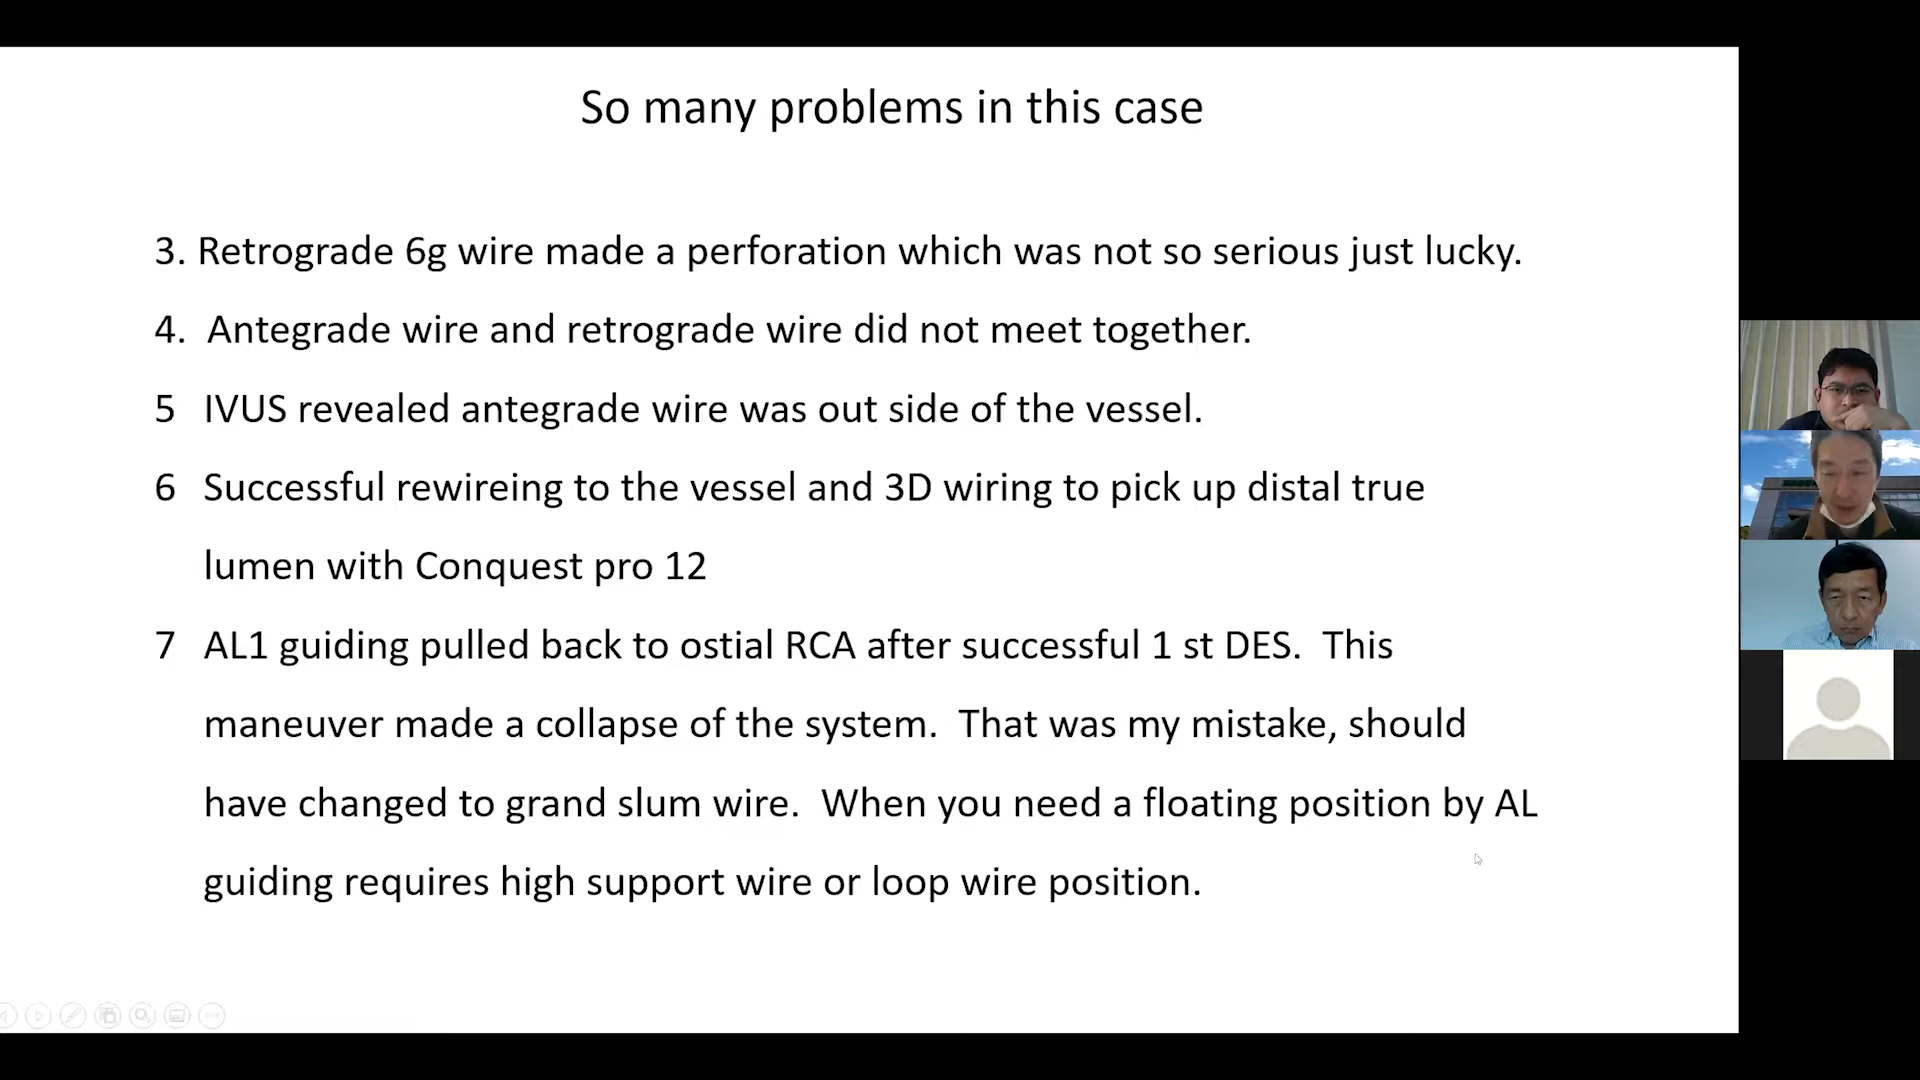 So many problems in this case
3. Retrograde 6g wire made a perforation which was not so serious just lucky.
4. Antegrade wire and retrograde wire did not meet together.
5 IVUS revealed antegrade wire was out side of the vessel.
6 Successful rewireing to the vessel and 3D wiring to pick up distal true
lumen with Conquest pro 12
7 AL1 guiding pulled back to ostial RCA after successful 1 st DES. This
maneuver made a collapse of the system. That was my mistake, should
have changed to grand slum wire. When you need a floating position by AL
guiding requires high support wire or loop wire position.